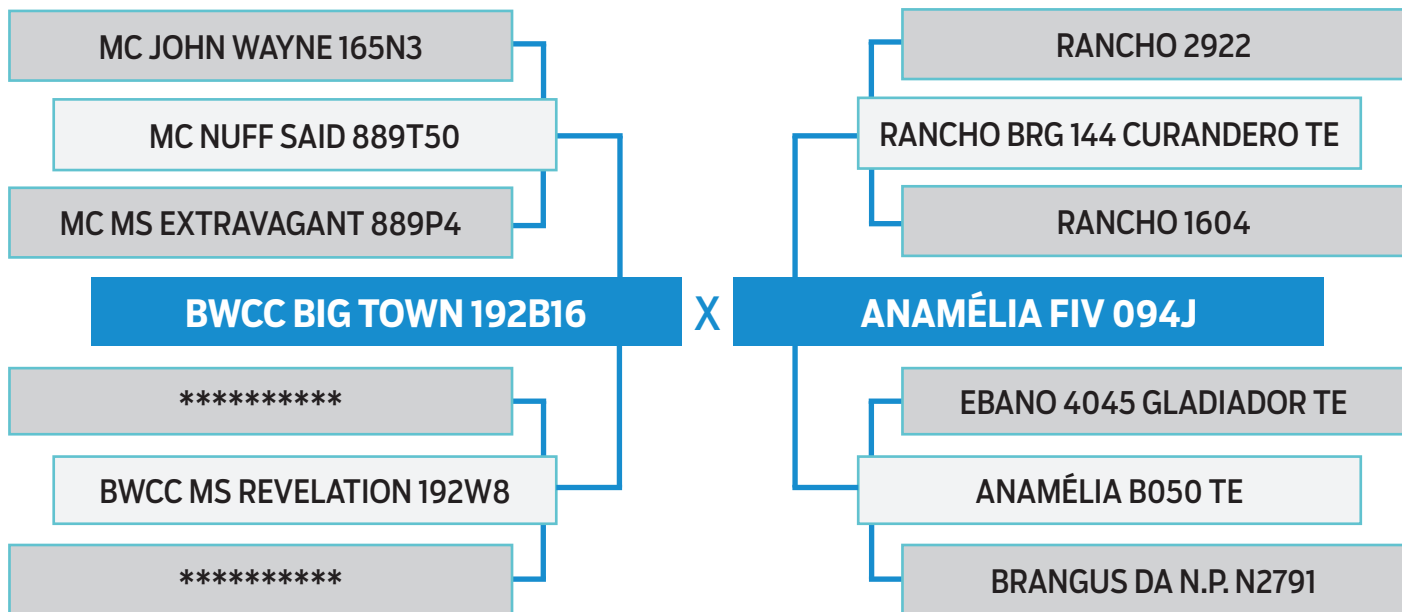 MC JOHN WAYNE 165N3
MC NUFF SAID 889T50
MC MS EXTRAVAGANT 889P4
BWCC BIG TOWN 192B16
**********
BWCC MS REVELATION 192W8
**********
X
RANCHO 2922
RANCHO BRG 144 CURANDERO TE
RANCHO 1604
ANAMÉLIA FIV 094J
EBANO 4045 GLADIADOR TE
ANAMÉLIA B050 TE
BRANGUS DA N.P. N2791